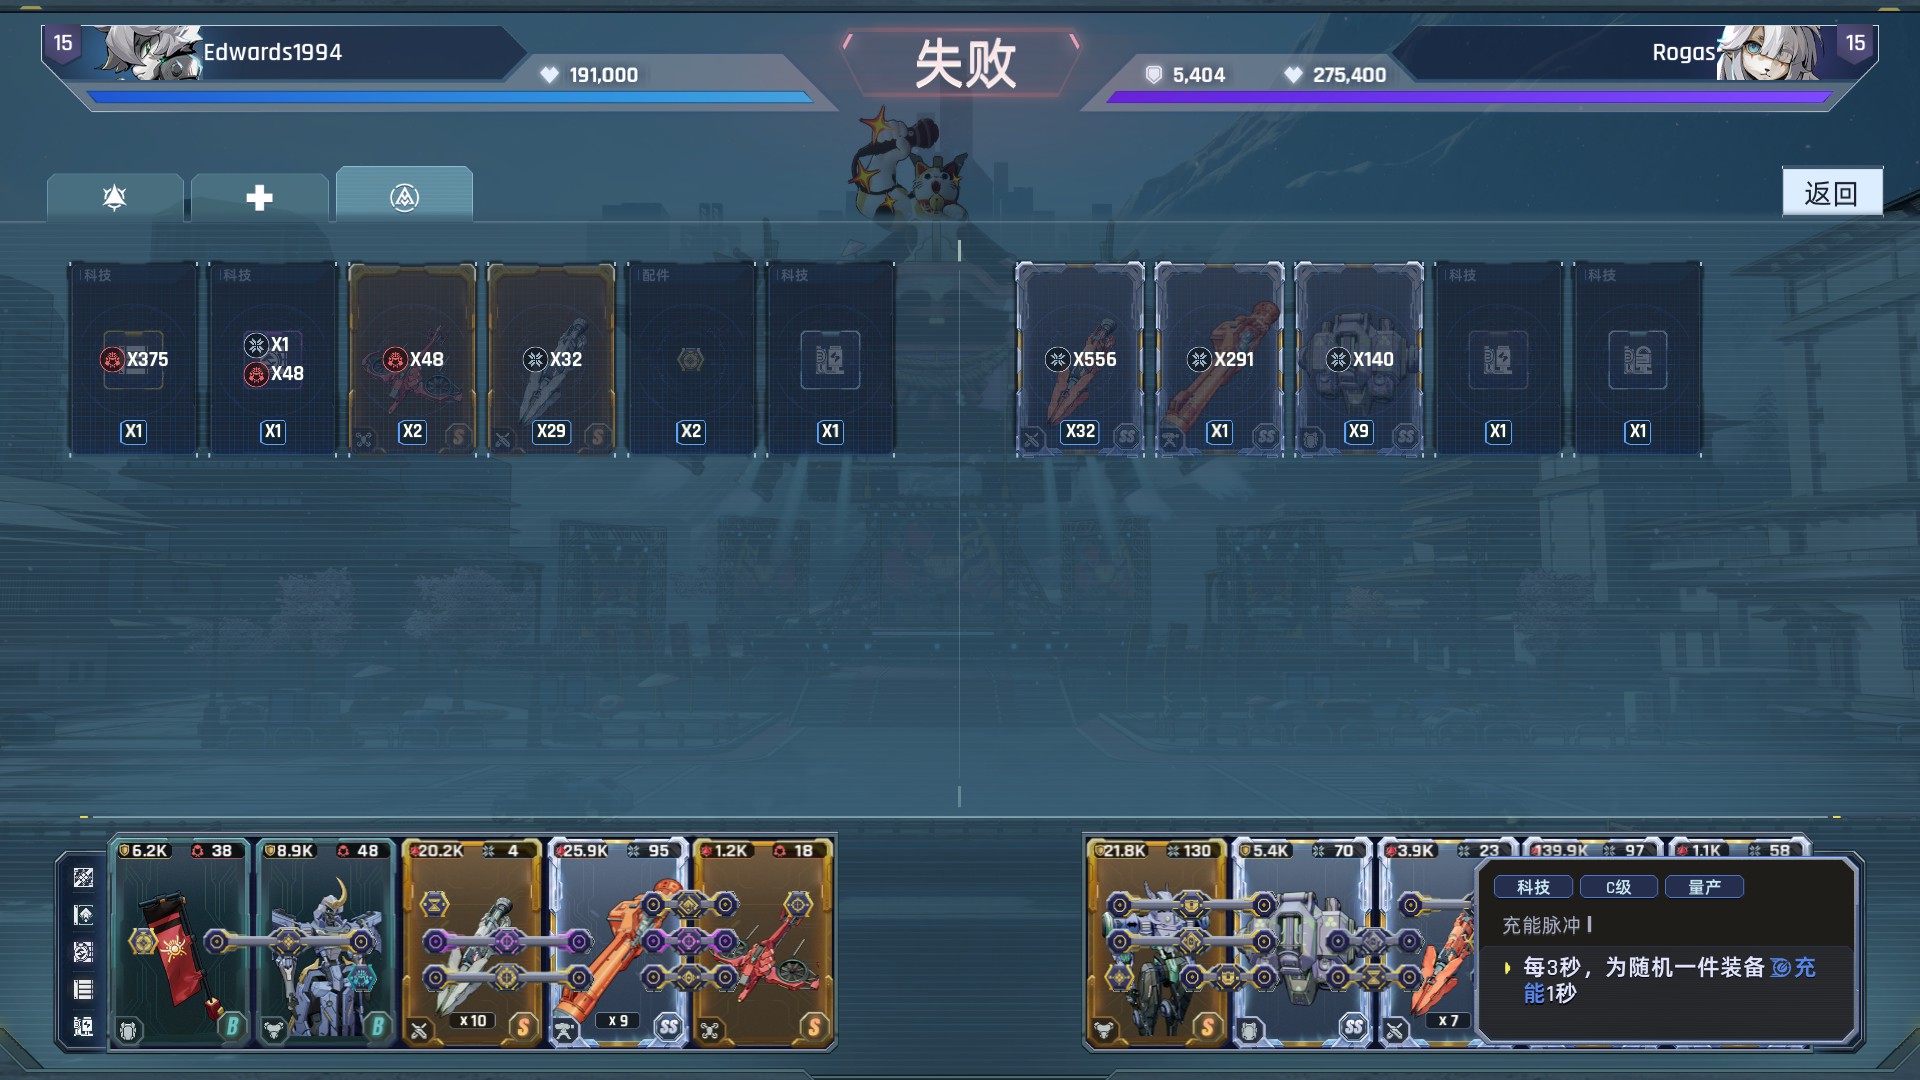 15
Edwards1994
191,000
失败
5,404
275,400
Rogas
15
返回
科技
科技
配件
科技
科技
科技
X375
X1
X48
X48
X32
X556
X291
X140
X1
X1
X2
S
X29
S
X2
X1
X32
SS
X1
SS
X9
SS
X1
X1
6.2K
38
8.9K
48
20.2K
4
25.9K
95
1.2K
18
21.8K
130
5.4K
70
3.9K
23
139.9K
97
1.1K
58
科技
C级
量产
充能脉冲 I
每3秒，为随机一件装备充
能1秒
B
B
x10
S
x9
SS
S
S
SS
x7